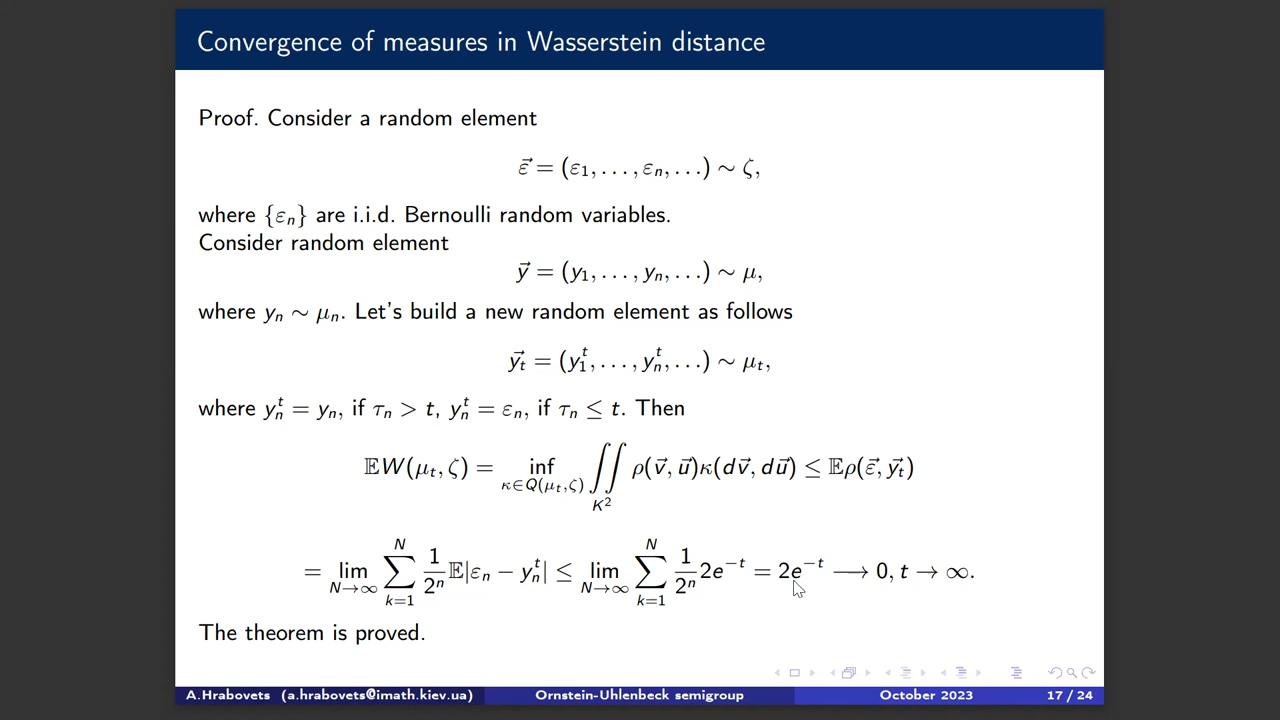 Convergence of measures in Wasserstein distance
Proof. Consider a random element
ε⃗ = (ε₁, . . . , εₙ, . . .) ∼ ζ,
where {εₙ} are i.i.d. Bernoulli random variables.
Consider random element
y⃗ = (y₁, . . . , yₙ, . . .) ∼ μ,
where yₙ ∼ μₙ. Let's build a new random element as follows
y⃗ₜ = (y₁ᵗ, . . . , yₙᵗ, . . .) ∼ μₜ,
where yₙᵗ = yₙ, if τₙ > t, yₙᵗ = εₙ, if τₙ ≤ t. Then
𝔼W(μₜ, ζ) = inf_{κ∈Q(μₜ,ζ)} ∬_{K²} ρ(v⃗, u⃗)κ(dv⃗, du⃗) ≤ 𝔼ρ(ε⃗, y⃗ₜ)
= lim_{N→∞} ∑_{k=1}^{N} 1/2ⁿ 𝔼|εₙ − yₙᵗ| ≤ lim_{N→∞} ∑_{k=1}^{N} 1/2ⁿ 2e⁻ᵗ = 2e⁻ᵗ ⟶ 0, t → ∞.
The theorem is proved.
A.Hrabovets (a.hrabovets@imath.kiev.ua) Ornstein-Uhlenbeck semigroup October 2023 17 / 24